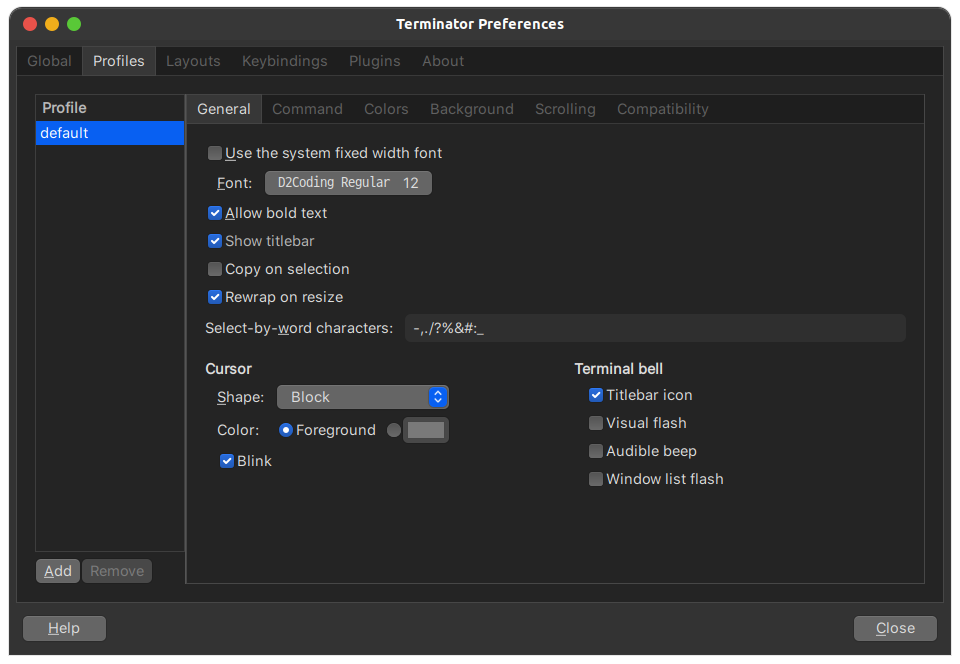 Terminator Preferences
Global Profiles Layouts Keybindings Plugins About
Profile
default
General Command Colors Background Scrolling Compatibility
Use the system fixed width font
Font: D2Coding Regular 12
Allow bold text
Show titlebar
Copy on selection
Rewrap on resize
Select-by-word characters: -,./?%&#:_
Cursor
Shape: Block
Color: Foreground
Blink
Terminal bell
Titlebar icon
Visual flash
Audible beep
Window list flash
Add Remove
Help Close